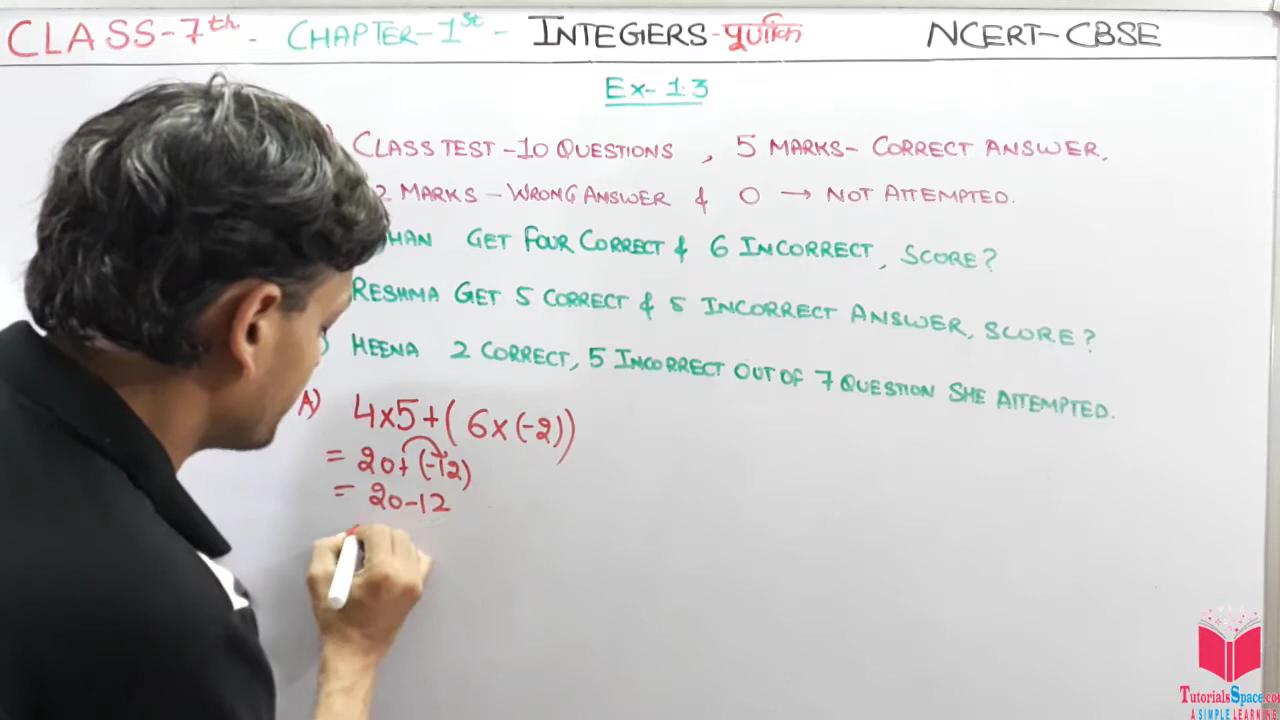 CLASS-7th - CHAPTER-1st - INTEGERS-पूर्णांक NCERT-CBSE
Ex- 1.3
CLASS TEST -10 QUESTIONS , 5 MARKS- CORRECT ANSWER,
2 MARKS - WRONG ANSWER & 0 → NOT ATTEMPTED.
GET FOUR CORRECT & 6 INCORRECT, SCORE?
RESHMA GET 5 CORRECT & 5 INCORRECT ANSWER, SCORE?
HEENA 2 CORRECT, 5 INCORRECT OUT OF 7 QUESTION SHE ATTEMPTED.
A) 4x5+(6x(-2))
= 20+(-12)
= 20-12
TutorialsSpace.co
A SIMPLE LEARNING